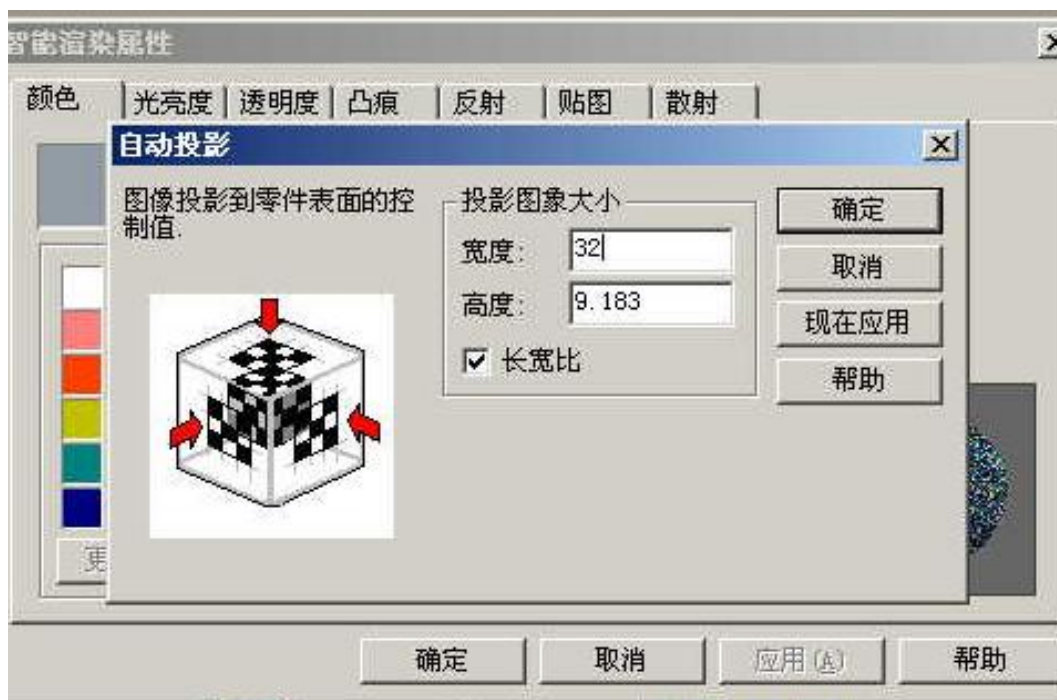 智能渲染属性
颜色 光亮度 透明度 凸痕 反射 贴图 散射
自动投影
图像投影到零件表面的控
制值.
投影图象大小
宽度: 32
高度: 9.183
长宽比
确定
取消
现在应用
帮助
更
确定 取消 应用(A) 帮助